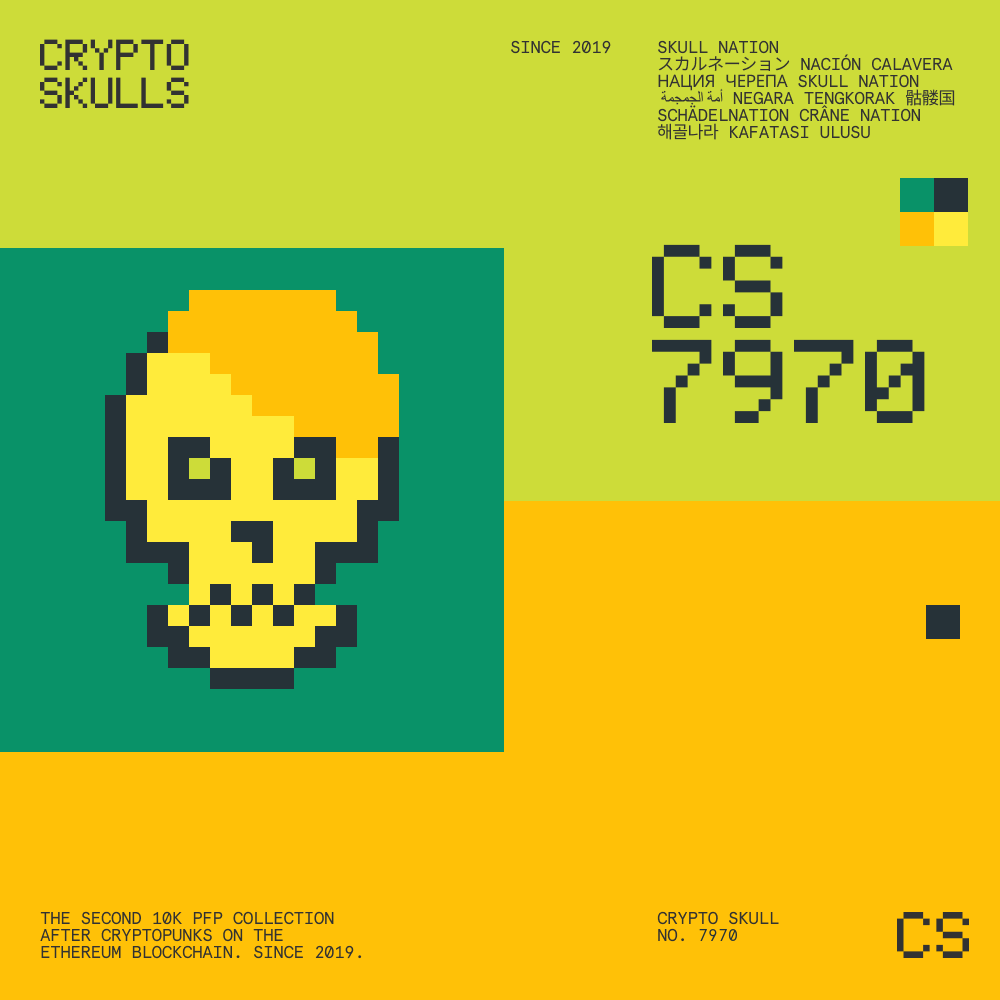 CRYPTO
SKULLS
SINCE 2019
SKULL NATION
スカルネーション NACIÓN CALAVERA
НАЦИЯ ЧЕРЕПА SKULL NATION
أمة الجمجمة NEGARA TENGKORAK 骷髅国
SCHÄDELNATION CRÂNE NATION
해골나라 KAFATASI ULUSU
CS
7970
THE SECOND 10K PFP COLLECTION
AFTER CRYPTOPUNKS ON THE
ETHEREUM BLOCKCHAIN. SINCE 2019.
CRYPTO SKULL
NO. 7970
CS